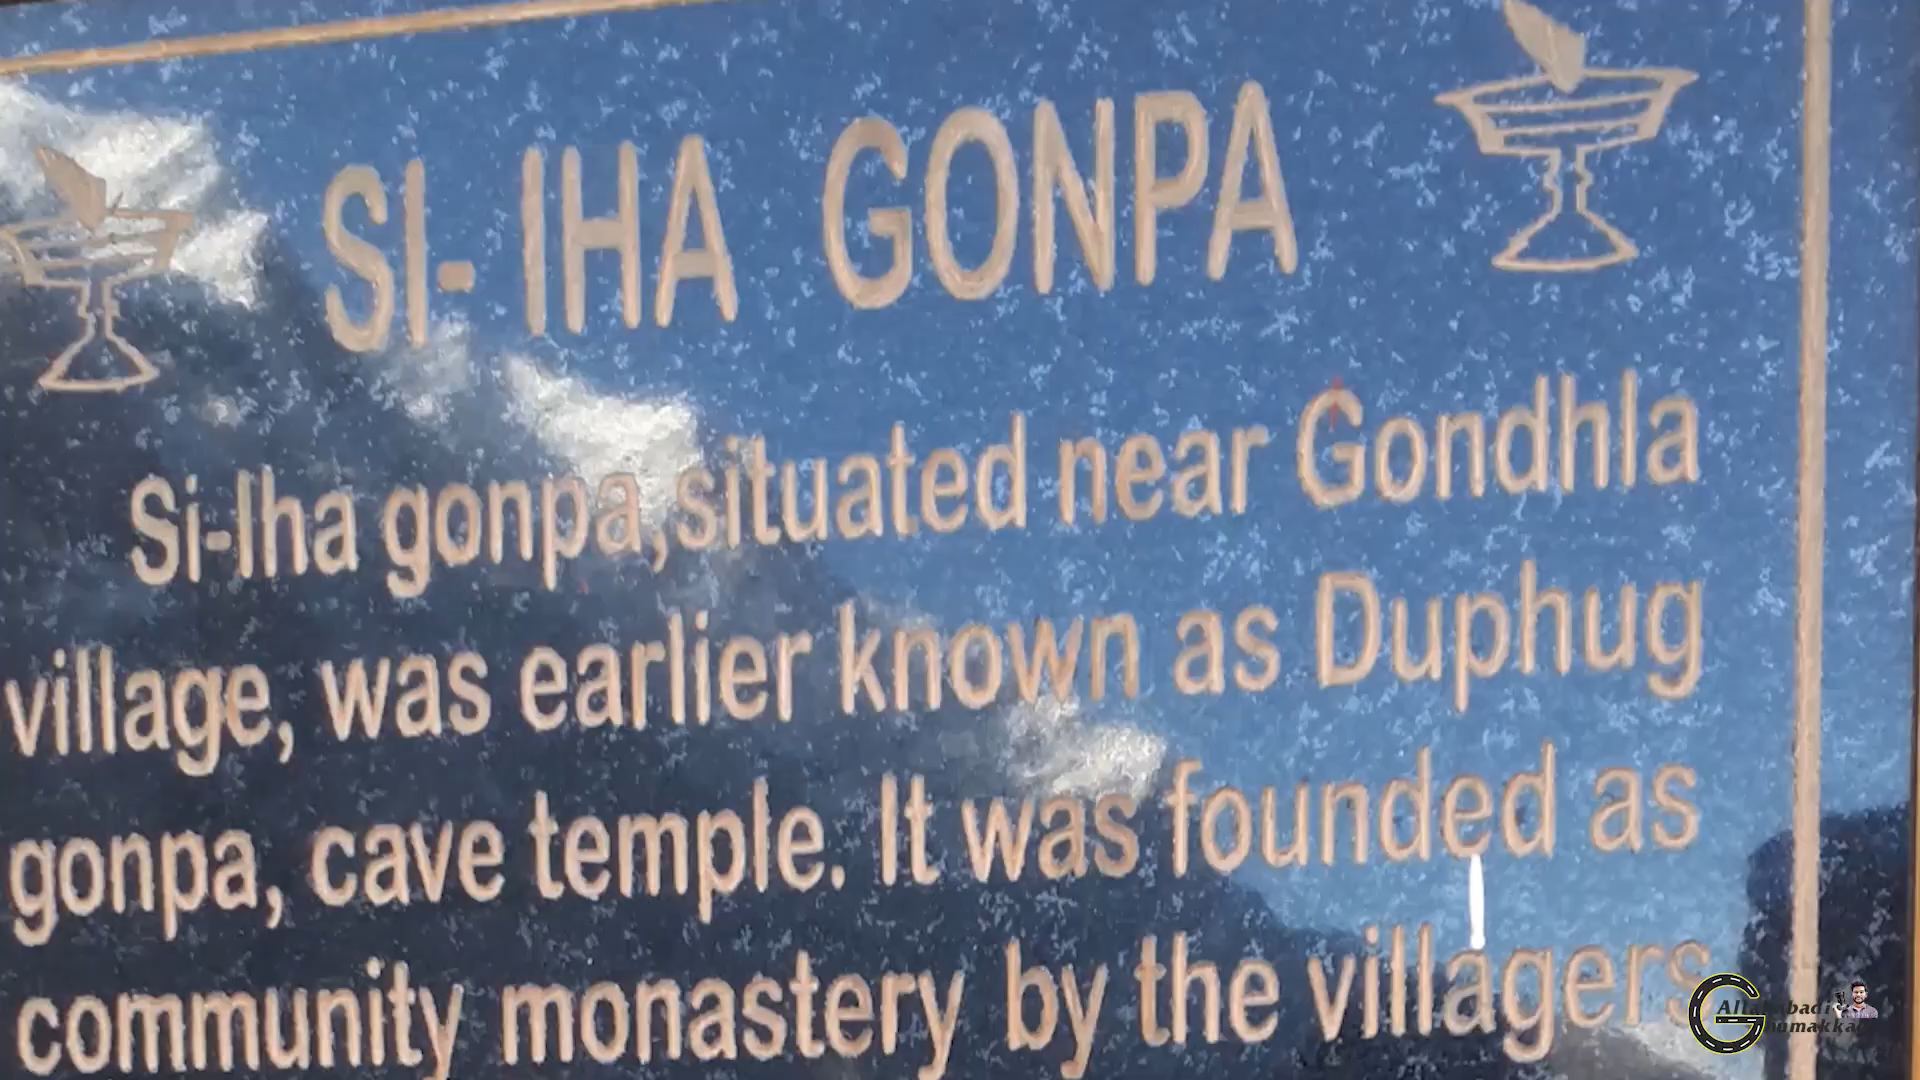 SI- IHA GONPA
Si-Iha gonpa,situated near Gondhla
village, was earlier known as Duphug
gonpa, cave temple. It was founded as
community monastery by the villagers